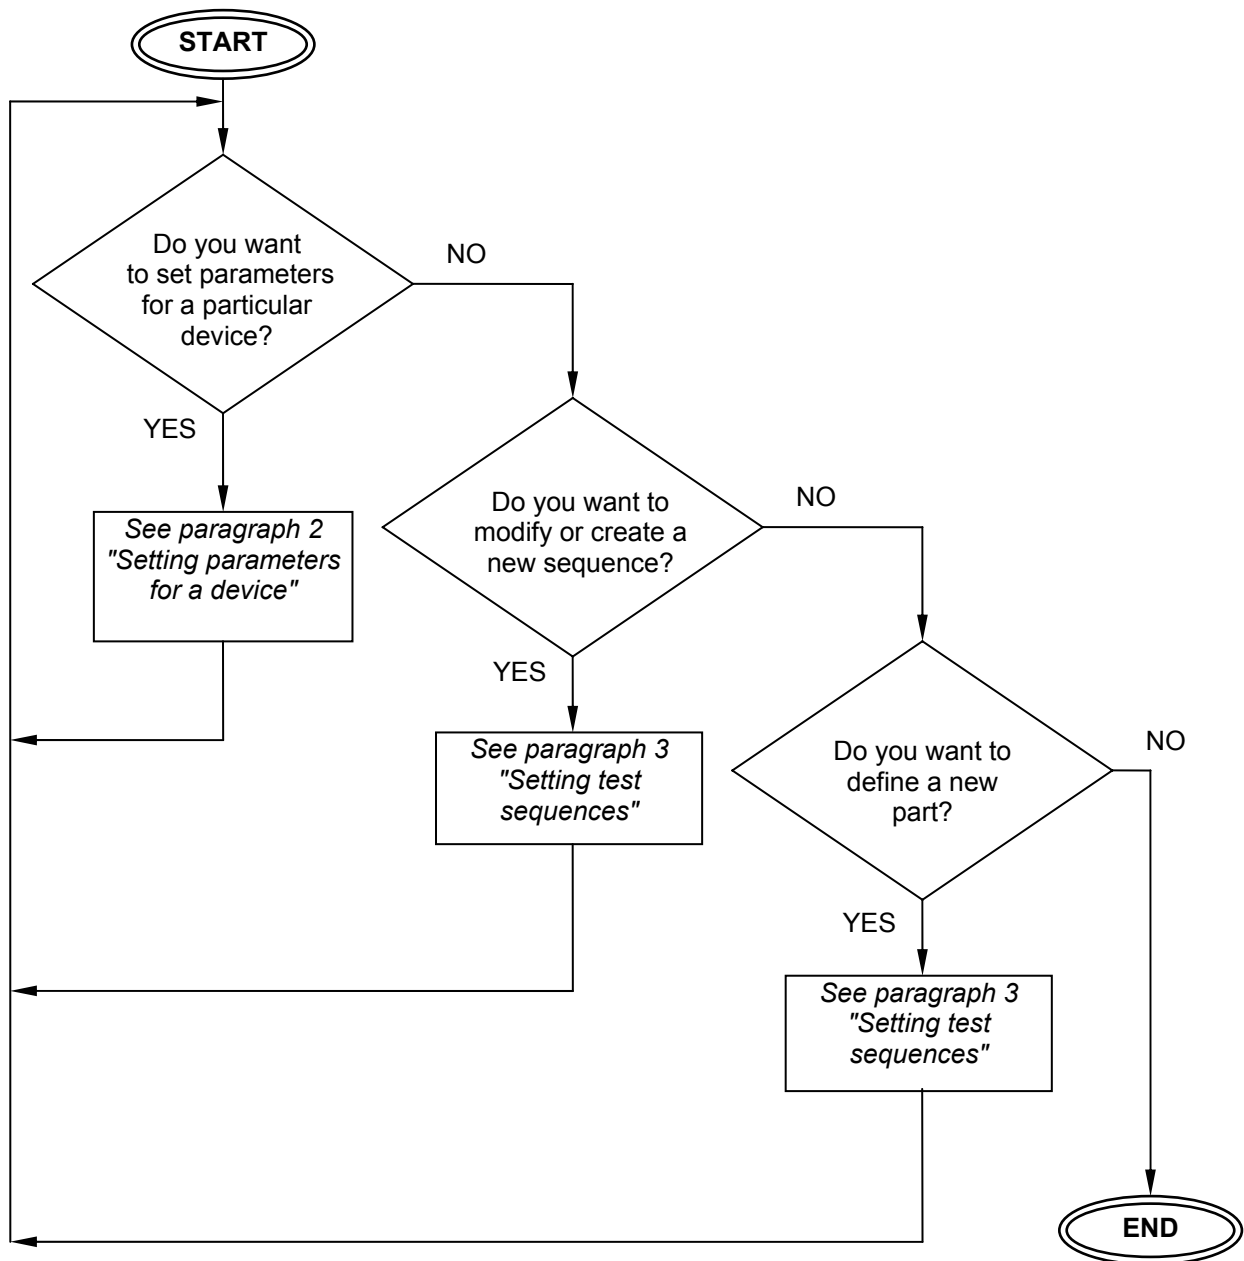 START
Do you want
to set parameters
for a particular
device?
NO
YES
See paragraph 2
"Setting parameters
for a device"
Do you want to
modify or create a
new sequence?
NO
YES
See paragraph 3
"Setting test
sequences"
Do you want to
define a new
part?
NO
YES
See paragraph 3
"Setting test
sequences"
END